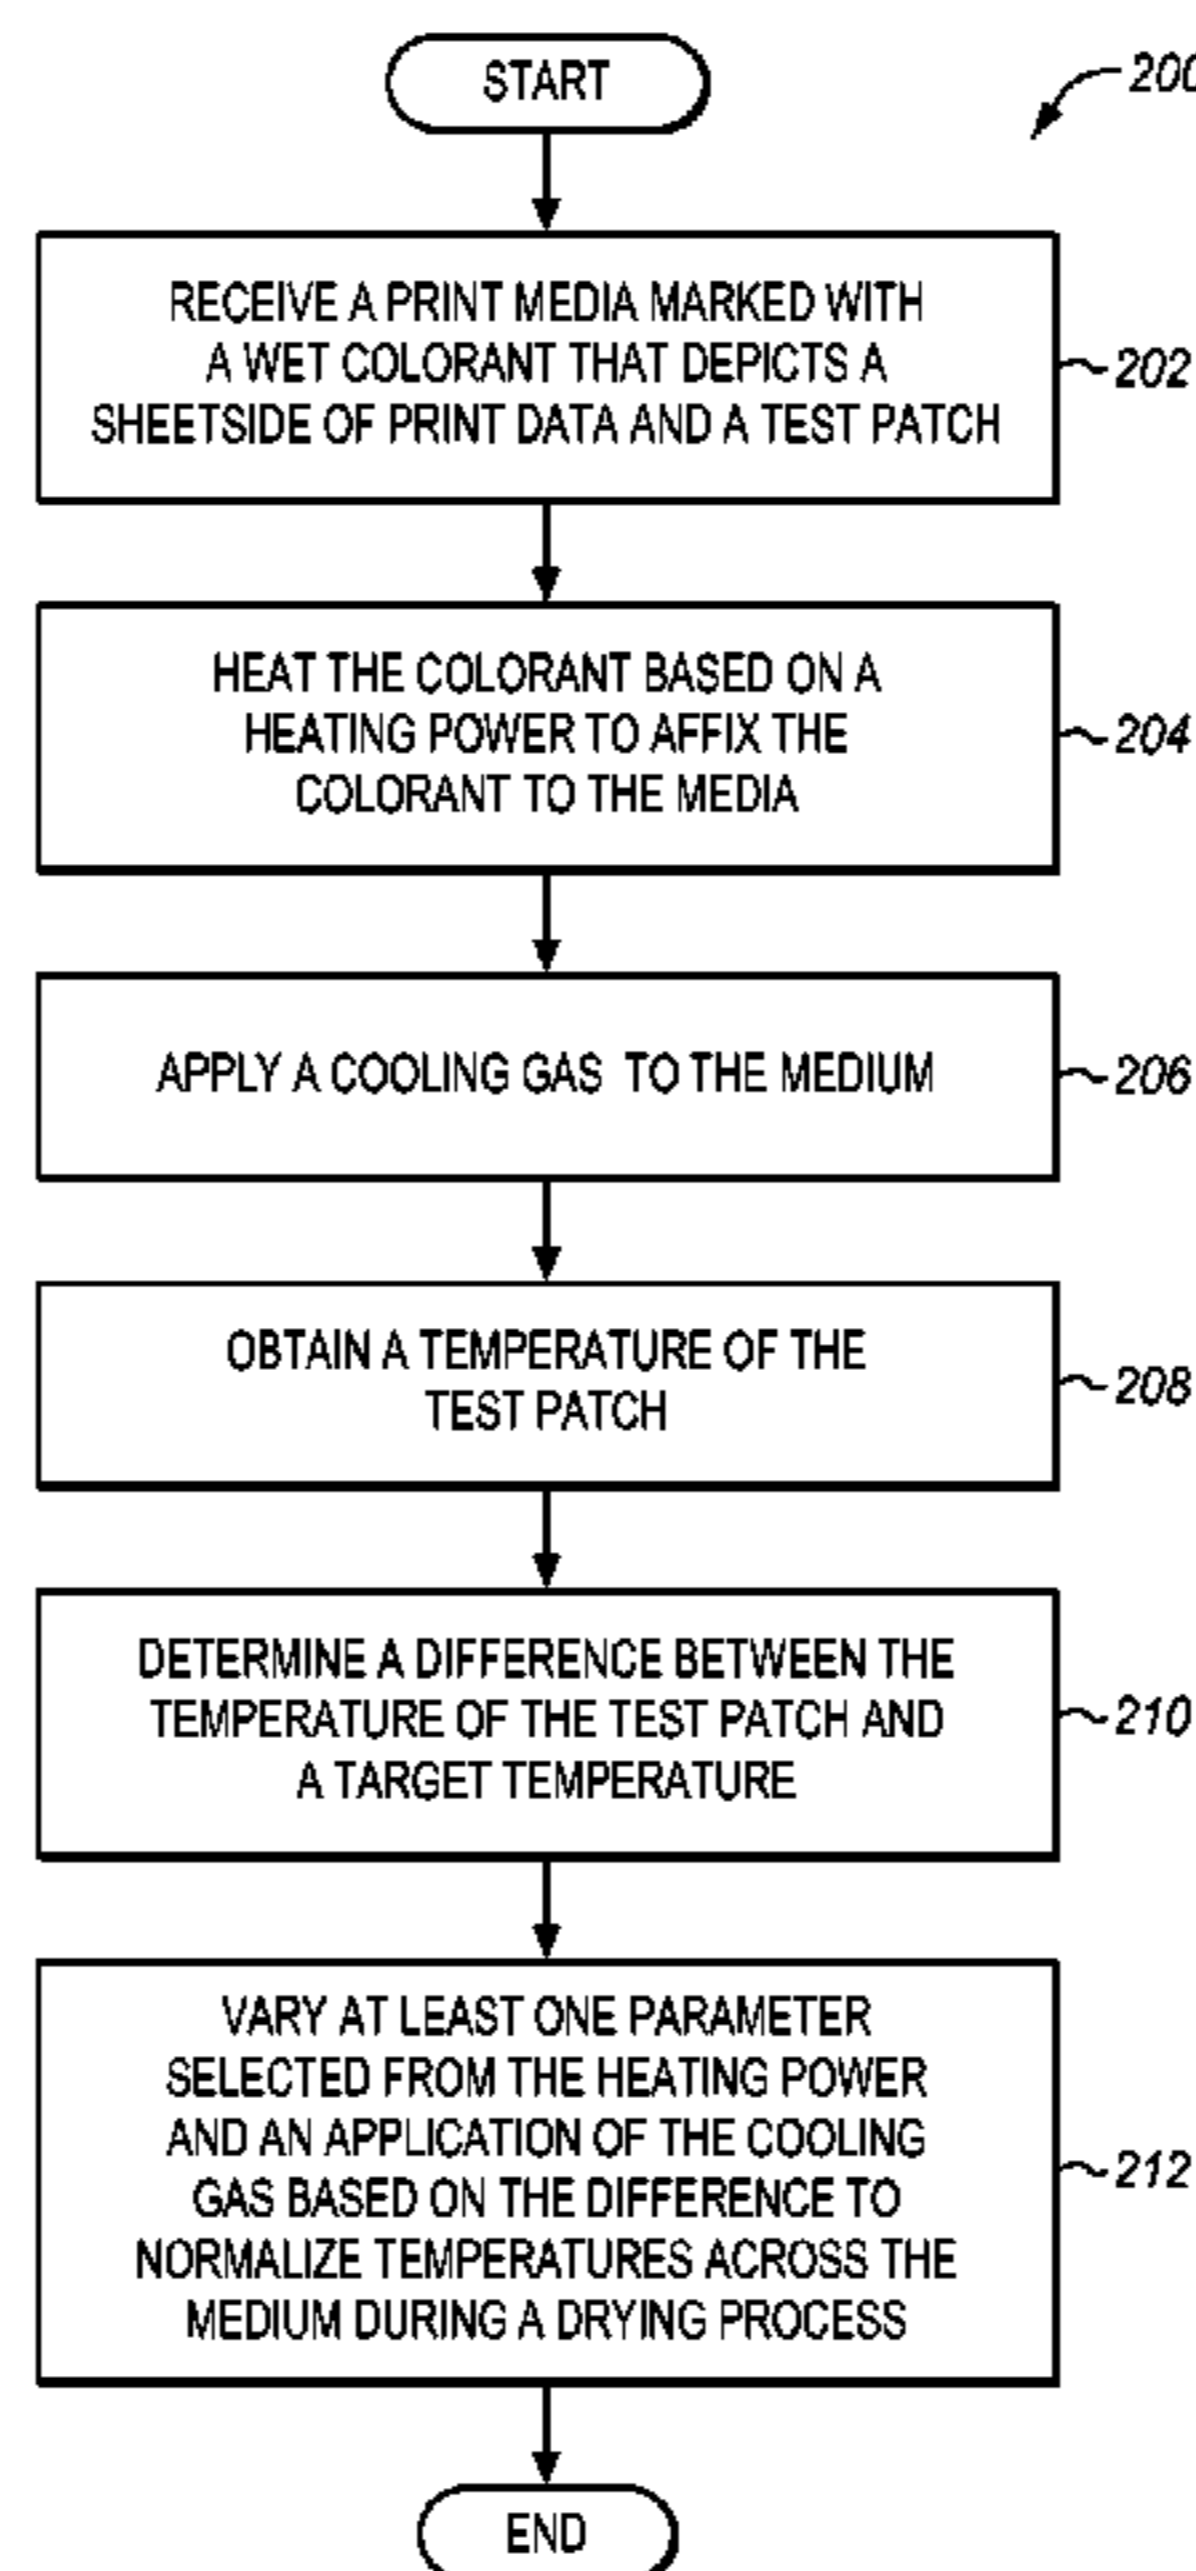 START
200
RECEIVE A PRINT MEDIA MARKED WITH
A WET COLORANT THAT DEPICTS A
SHEETSIDE OF PRINT DATA AND A TEST PATCH
202
HEAT THE COLORANT BASED ON A
HEATING POWER TO AFFIX THE
COLORANT TO THE MEDIA
204
APPLY A COOLING GAS TO THE MEDIUM
206
OBTAIN A TEMPERATURE OF THE
TEST PATCH
208
DETERMINE A DIFFERENCE BETWEEN THE
TEMPERATURE OF THE TEST PATCH AND
A TARGET TEMPERATURE
210
VARY AT LEAST ONE PARAMETER
SELECTED FROM THE HEATING POWER
AND AN APPLICATION OF THE COOLING
GAS BASED ON THE DIFFERENCE TO
NORMALIZE TEMPERATURES ACROSS THE
MEDIUM DURING A DRYING PROCESS
212
END